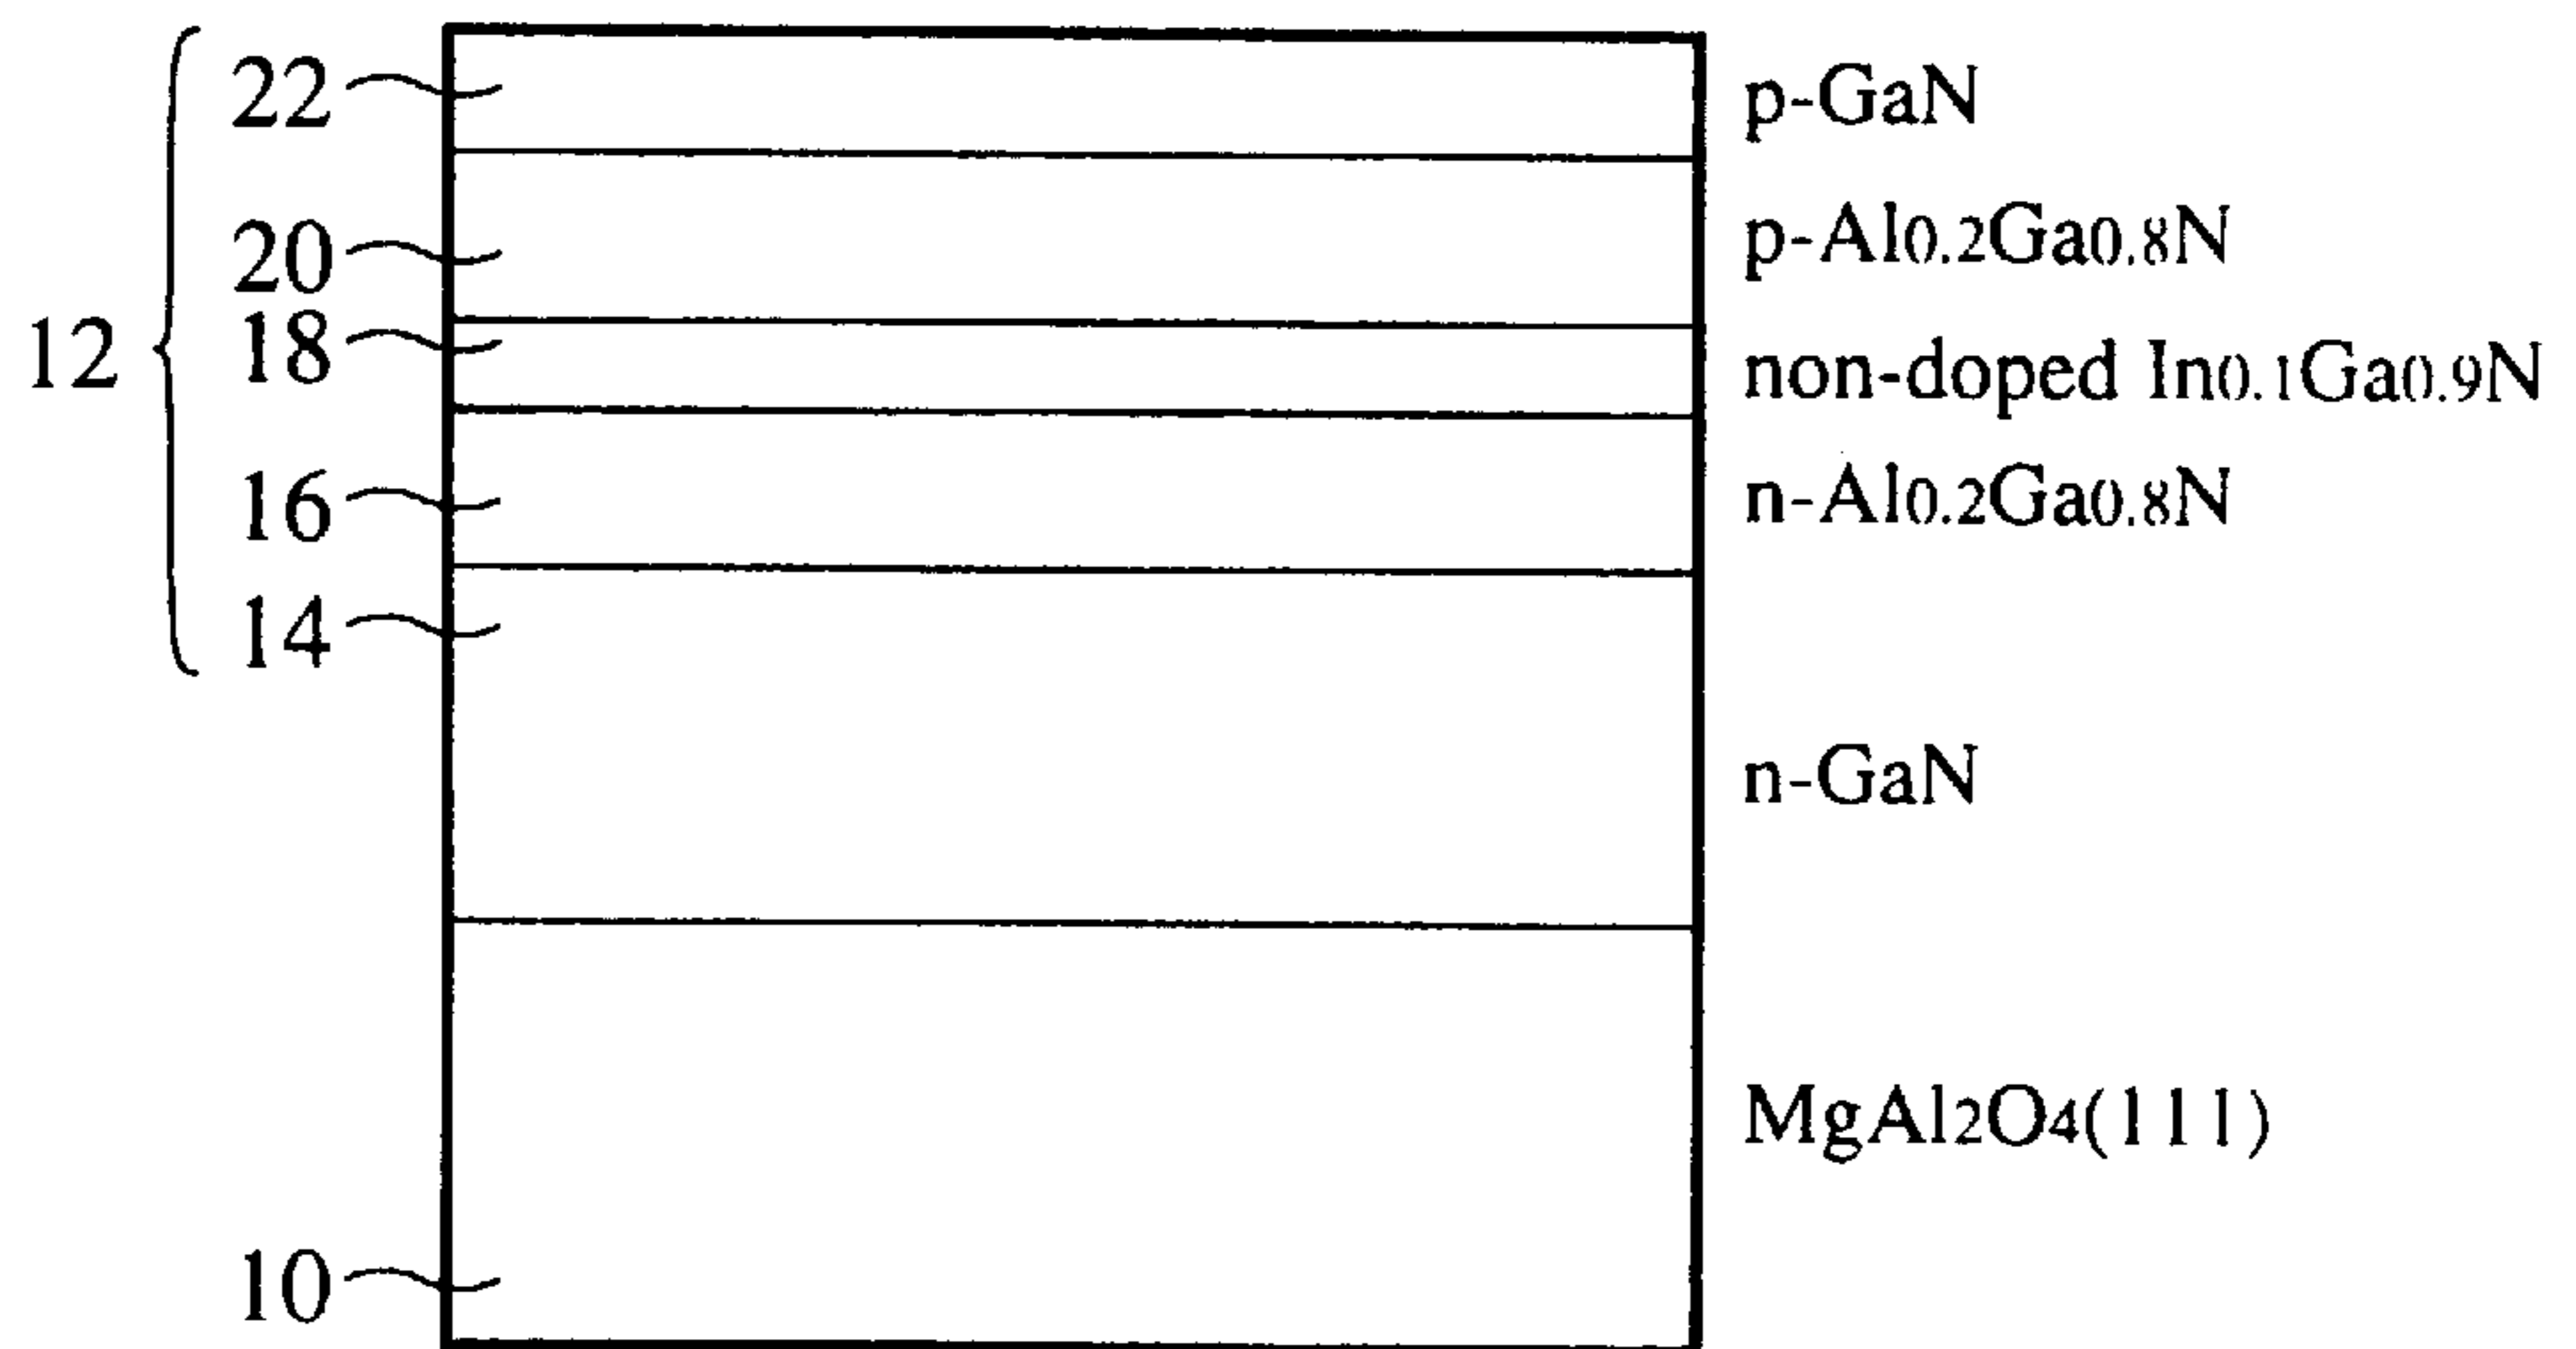 22 p-GaN
20 p-Al0.2Ga0.8N
12
18 non-doped In0.1Ga0.9N
16 n-Al0.2Ga0.8N
14
n-GaN
MgAl2O4(111)
10